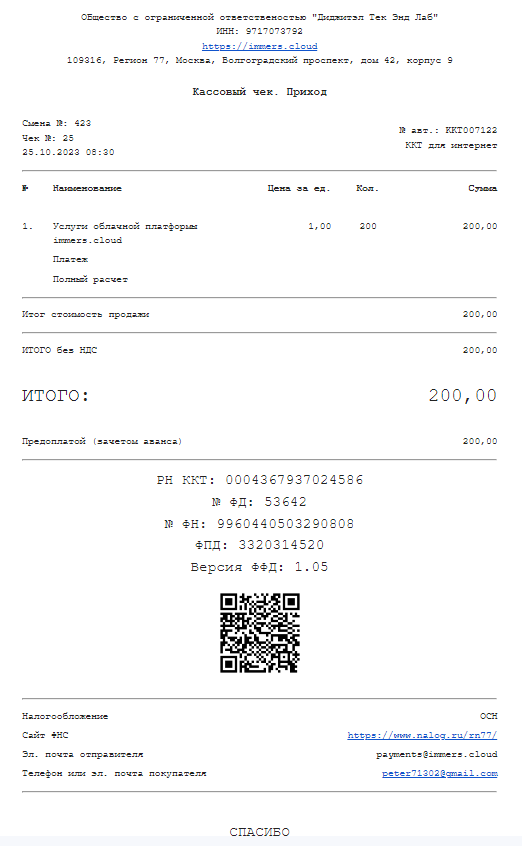 Общество с ограниченной ответственостью "Диджитэл Тек Энд Лаб"
ИНН: 9717073792
https://immers.cloud
109316, Регион 77, Москва, Волгоградский проспект, дом 42, корпус 9
Кассовый чек. Приход
Смена №: 423
Чек №: 25
25.10.2023 08:30
№ авт.: ККТ007122
ККТ для интернет
№ Наименование Цена за ед. Кол. Сумма
1. Услуги облачной платформы 1,00 200 200,00
immers.cloud
Платеж
Полный расчет
Итог стоимость продажи 200,00
ИТОГО без НДС 200,00
ИТОГО: 200,00
Предоплатой (зачетом аванса) 200,00
РН ККТ: 0004367937024586
№ ФД: 53642
№ ФН: 9960440503290808
ФПД: 3320314520
Версия ФФД: 1.05
Налогообложение ОСН
Сайт ФНС https://www.nalog.ru/rn77/
Эл. почта отправителя payments@immers.cloud
Телефон или эл. почта покупателя peter71302@gmail.com
СПАСИБО